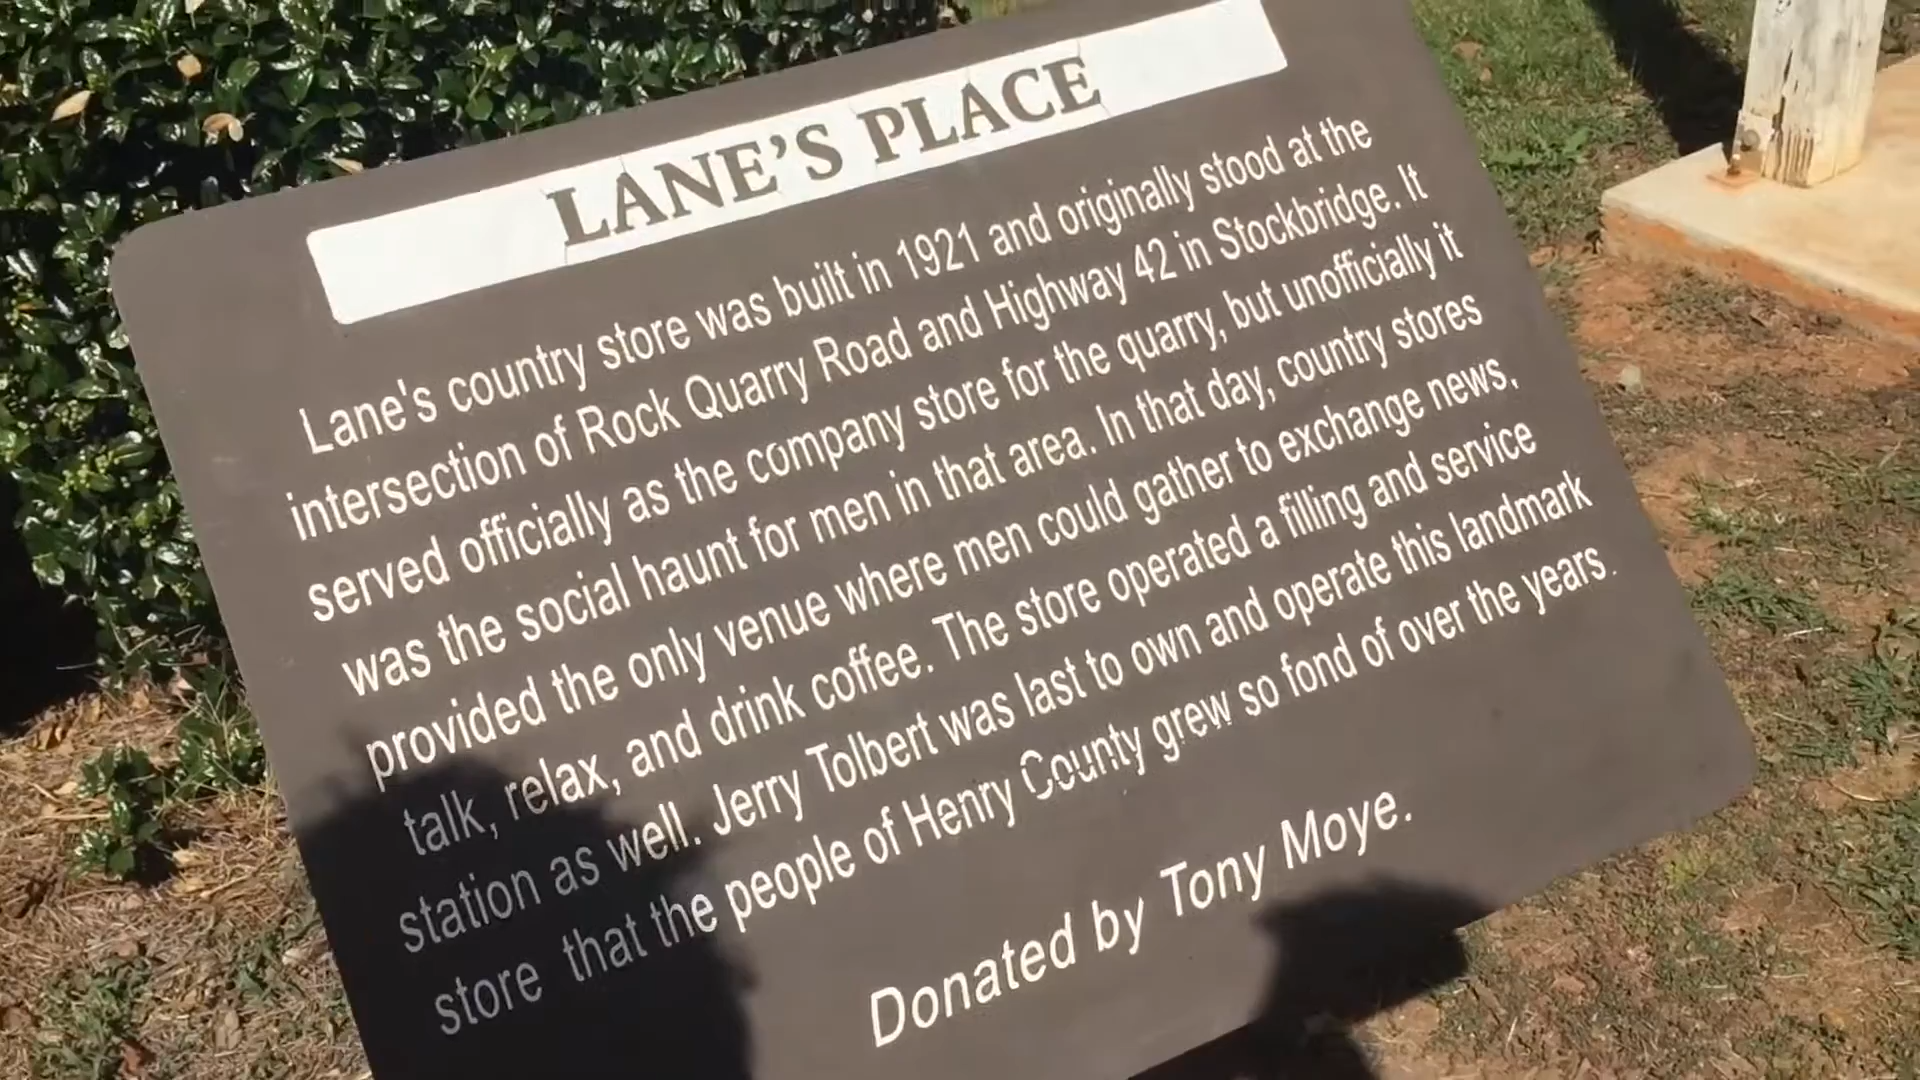 LANE'S PLACE
Lane's country store was built in 1921 and originally stood at the
intersection of Rock Quarry Road and Highway 42 in Stockbridge. It
served officially as the company store for the quarry, but unofficially it
was the social haunt for men in that area. In that day, country stores
provided the only venue where men could gather to exchange news,
talk, relax, and drink coffee. The store operated a filling and service
station as well. Jerry Tolbert was last to own and operate this landmark
store that the people of Henry County grew so fond of over the years.
Donated by Tony Moye.